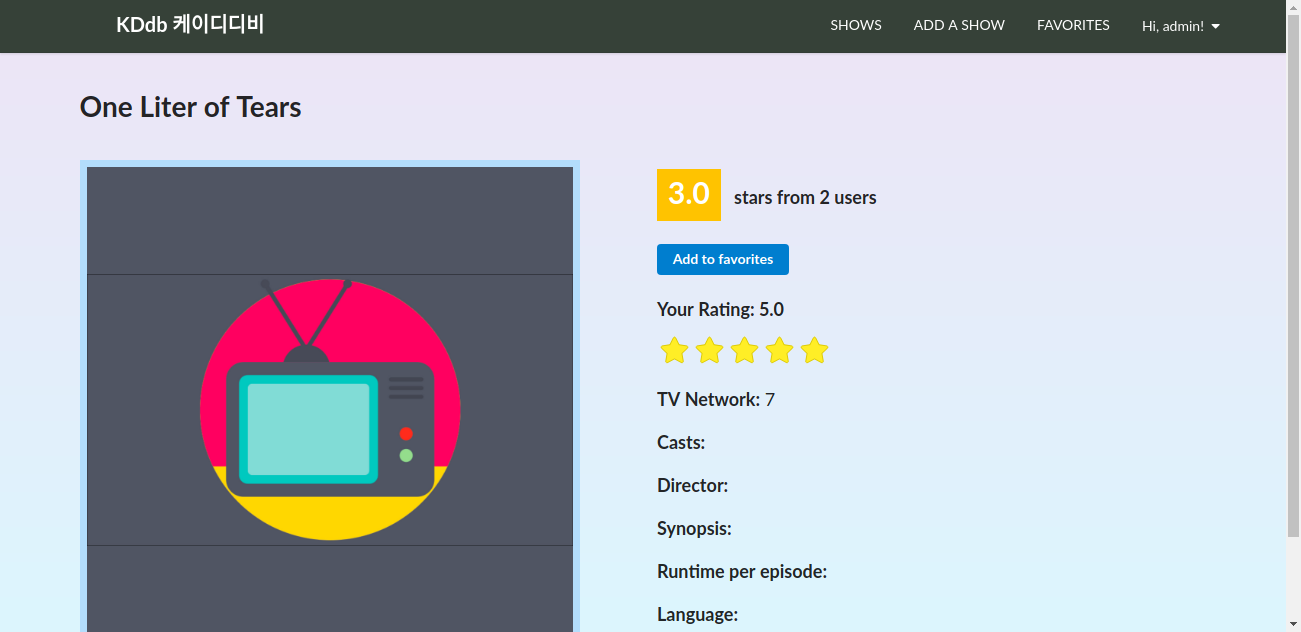 KDdb 케이디디비
SHOWS ADD A SHOW FAVORITES Hi, admin!
One Liter of Tears
3.0 stars from 2 users
Add to favorites
Your Rating: 5.0
TV Network: 7
Casts:
Director:
Synopsis:
Runtime per episode:
Language: